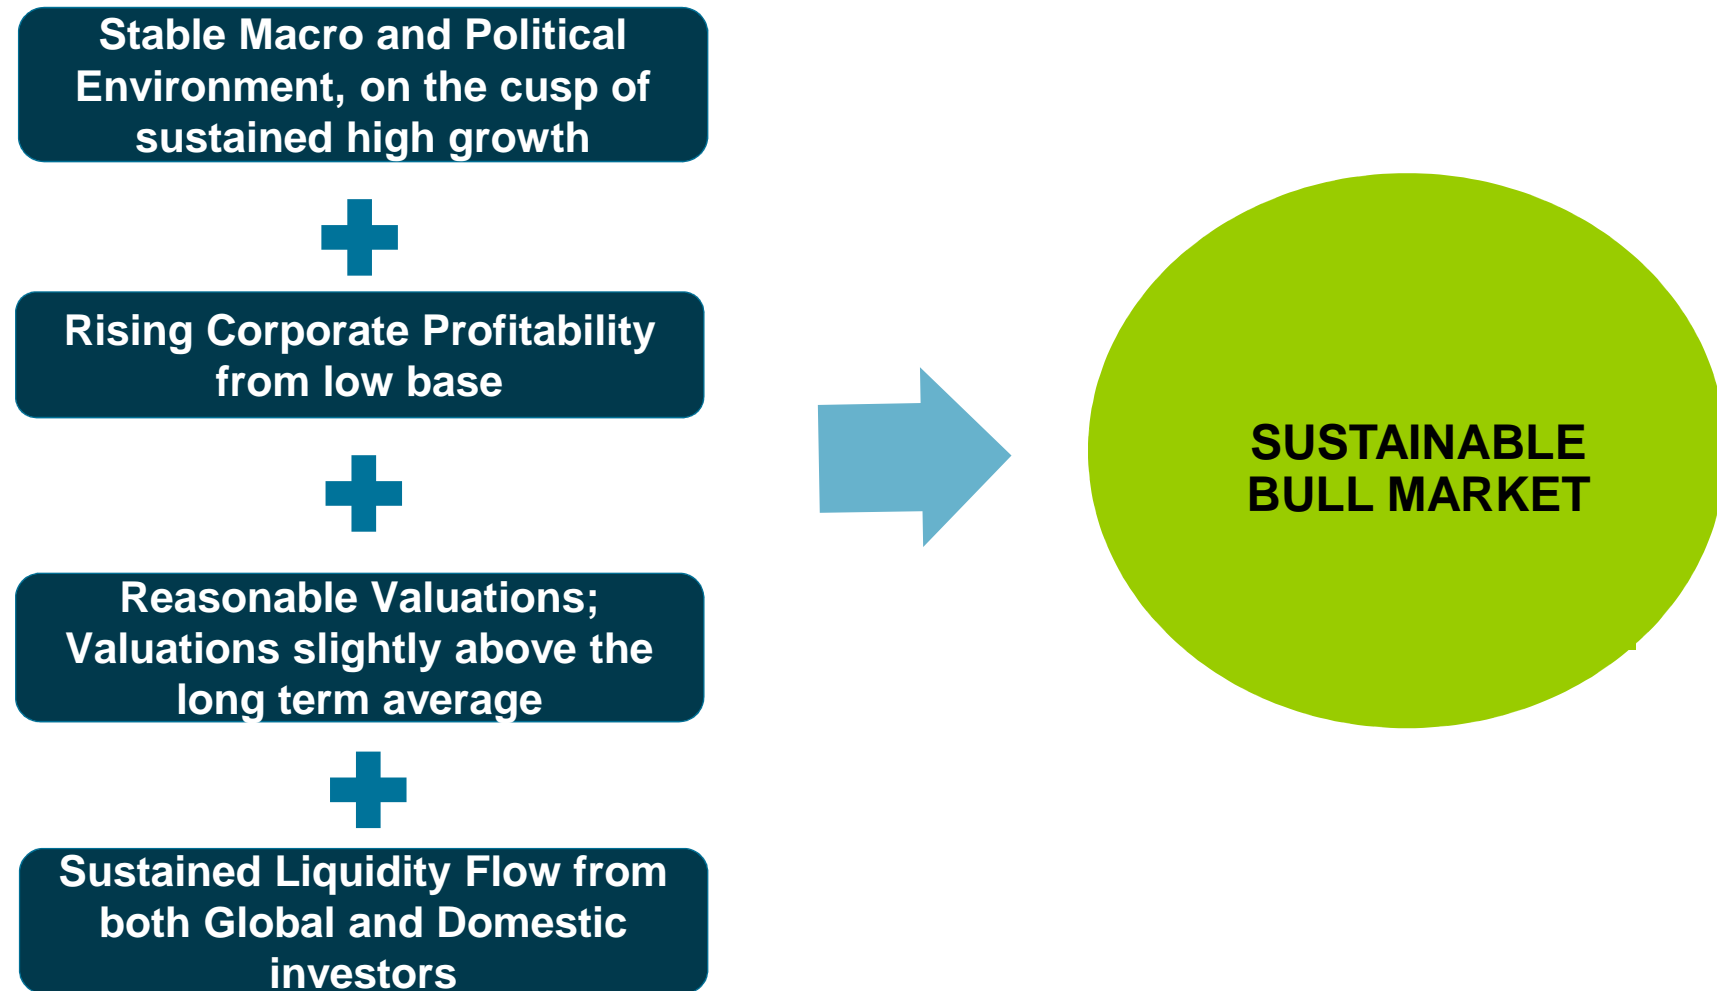 Stable Macro and Political
Environment, on the cusp of
sustained high growth
Rising Corporate Profitability
from low base
Reasonable Valuations;
Valuations slightly above the
long term average
Sustained Liquidity Flow from
both Global and Domestic
investors
SUSTAINABLE
BULL MARKET